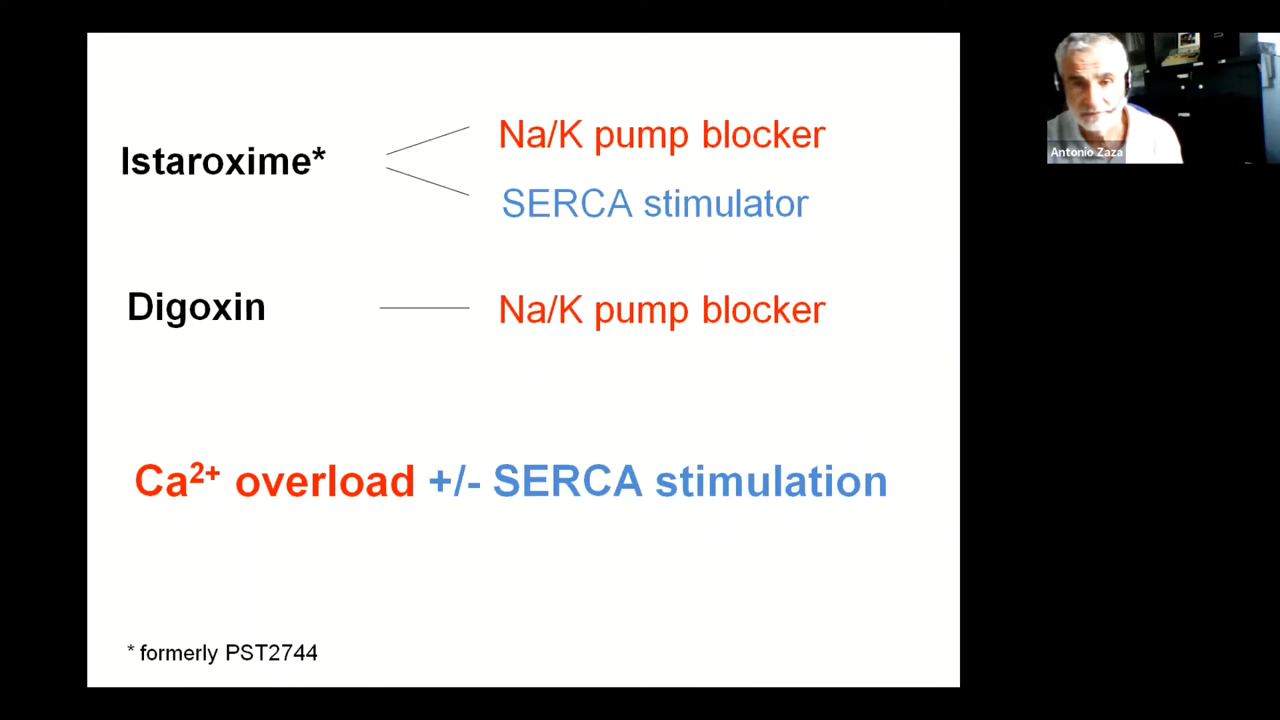 Istaroxime*
Na/K pump blocker
SERCA stimulator
Digoxin
Na/K pump blocker
Ca²⁺ overload +/- SERCA stimulation
* formerly PST2744
Antonio Zaza